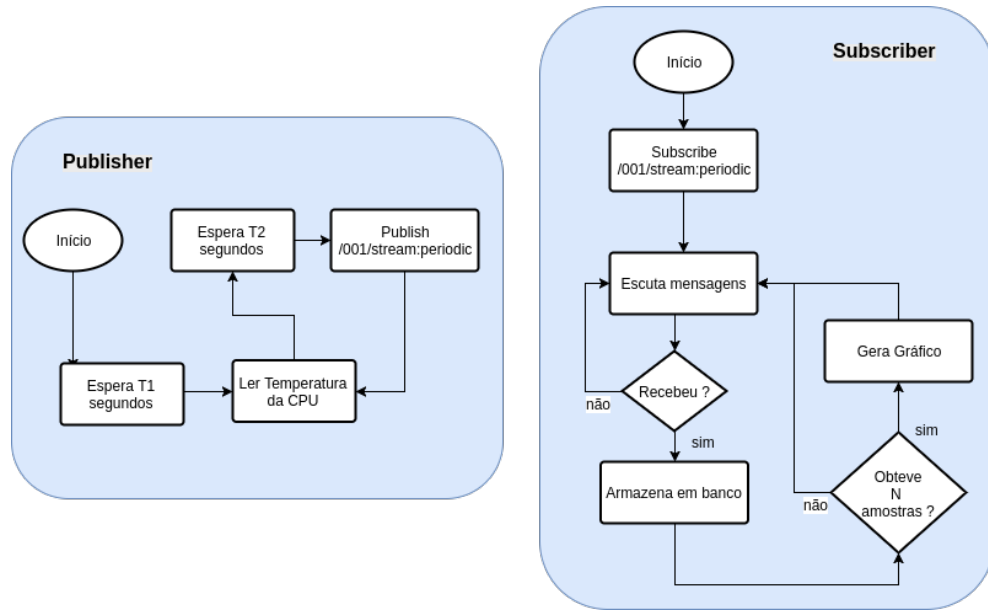 Publisher
Início
Espera T2
segundos
Publish
/001/stream:periodic
Espera T1
segundos
Ler Temperatura
da CPU
Subscriber
Início
Subscribe
/001/stream:periodic
Escuta mensagens
Recebeu ?
não
sim
Armazena em banco
Gera Gráfico
sim
Obteve
N
amostras ?
não